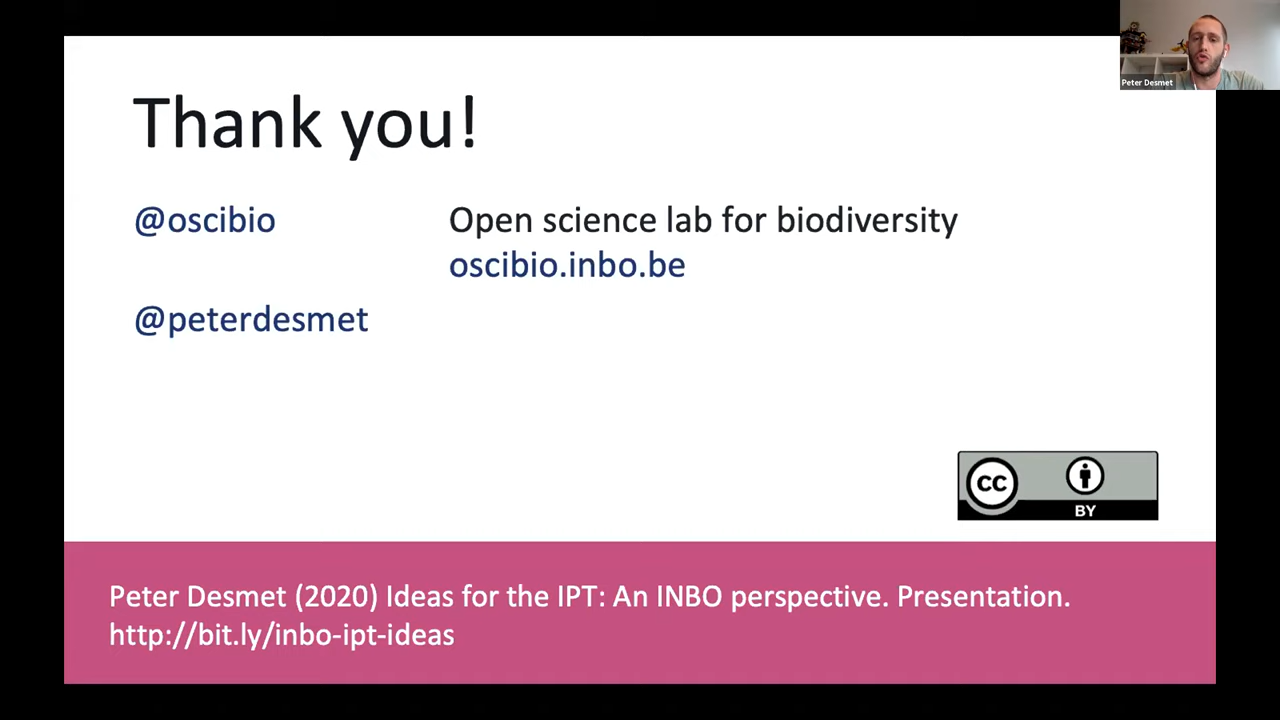 Peter Desmet
Thank you!
@oscibio
Open science lab for biodiversity
oscibio.inbo.be
@peterdesmet
CC
BY
Peter Desmet (2020) Ideas for the IPT: An INBO perspective. Presentation.
http://bit.ly/inbo-ipt-ideas